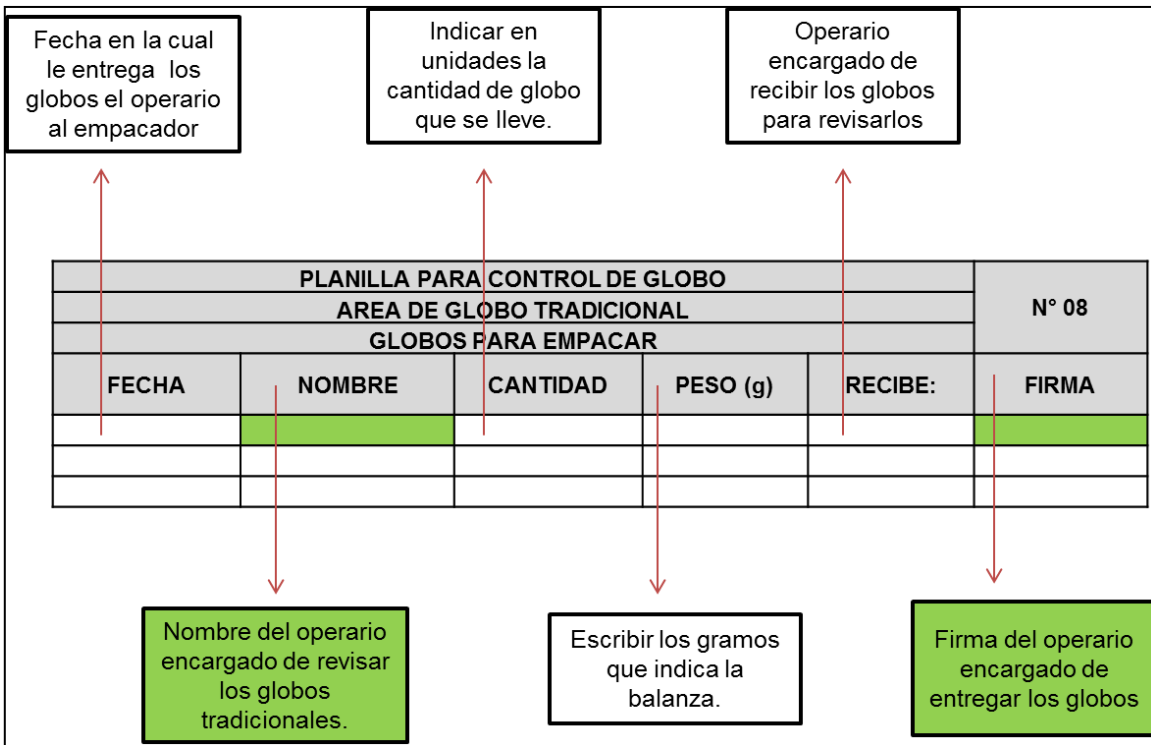 Fecha en la cual
le entrega los
globos el operario
al empacador
Indicar en
unidades la
cantidad de globo
que se lleve.
Operario
encargado de
recibir los globos
para revisarlos
PLANILLA PARA CONTROL DE GLOBO
AREA DE GLOBO TRADICIONAL
GLOBOS PARA EMPACAR
N° 08
FECHA NOMBRE CANTIDAD PESO (g) RECIBE: FIRMA
Nombre del operario
encargado de revisar
los globos
tradicionales.
Escribir los gramos
que indica la
balanza.
Firma del operario
encargado de
entregar los globos